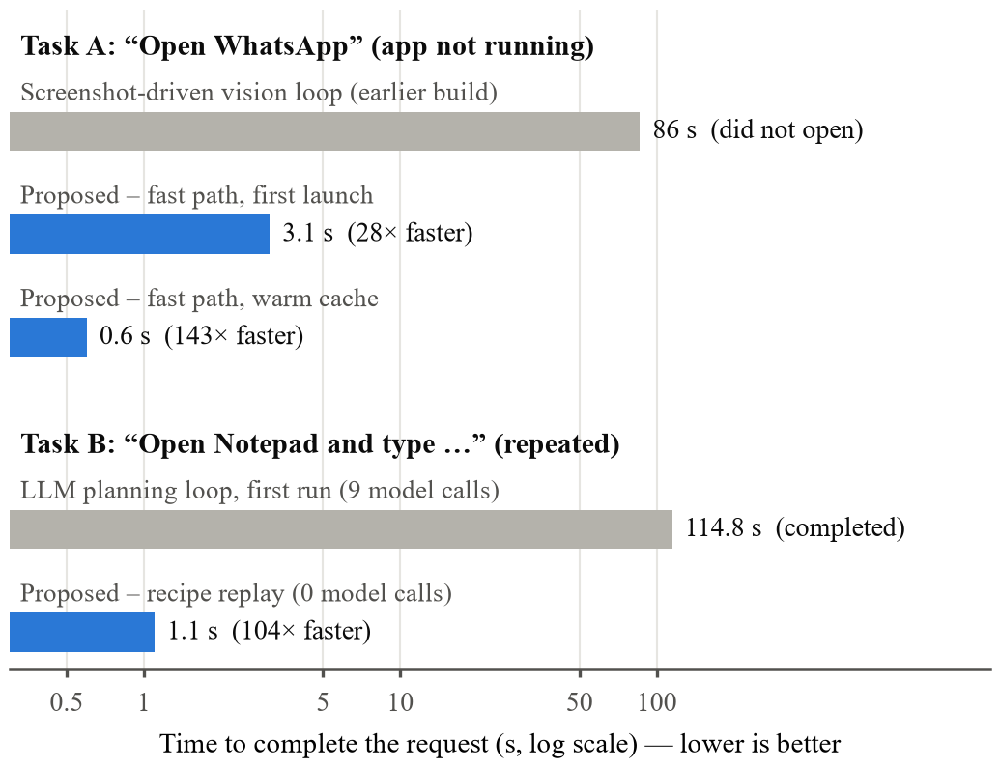 Task A: “Open WhatsApp” (app not running)
Screenshot-driven vision loop (earlier build)
86 s  (did not open)
Proposed – fast path, first launch
3.1 s  (28× faster)
Proposed – fast path, warm cache
0.6 s  (143× faster)
Task B: “Open Notepad and type …” (repeated)
LLM planning loop, first run (9 model calls)
114.8 s  (completed)
Proposed – recipe replay (0 model calls)
1.1 s  (104× faster)
0.5 1 5 10 50 100
Time to complete the request (s, log scale) — lower is better